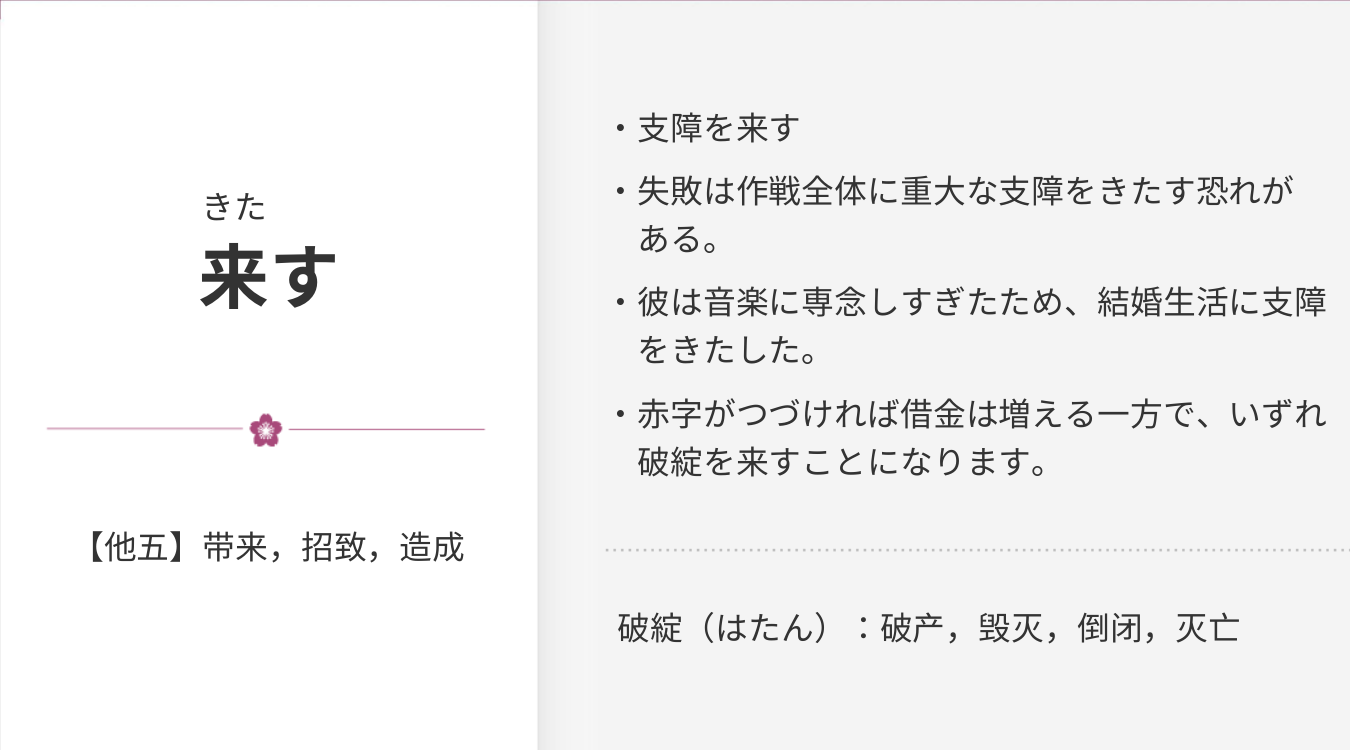 きた
来す
【他五】带来，招致，造成
・支障を来す
・失敗は作戦全体に重大な支障をきたす恐れが
ある。
・彼は音楽に専念しすぎたため、結婚生活に支障
をきたした。
・赤字がつづければ借金は増える一方で、いずれ
破綻を来すことになります。
破綻（はたん）：破产，毁灭，倒闭，灭亡